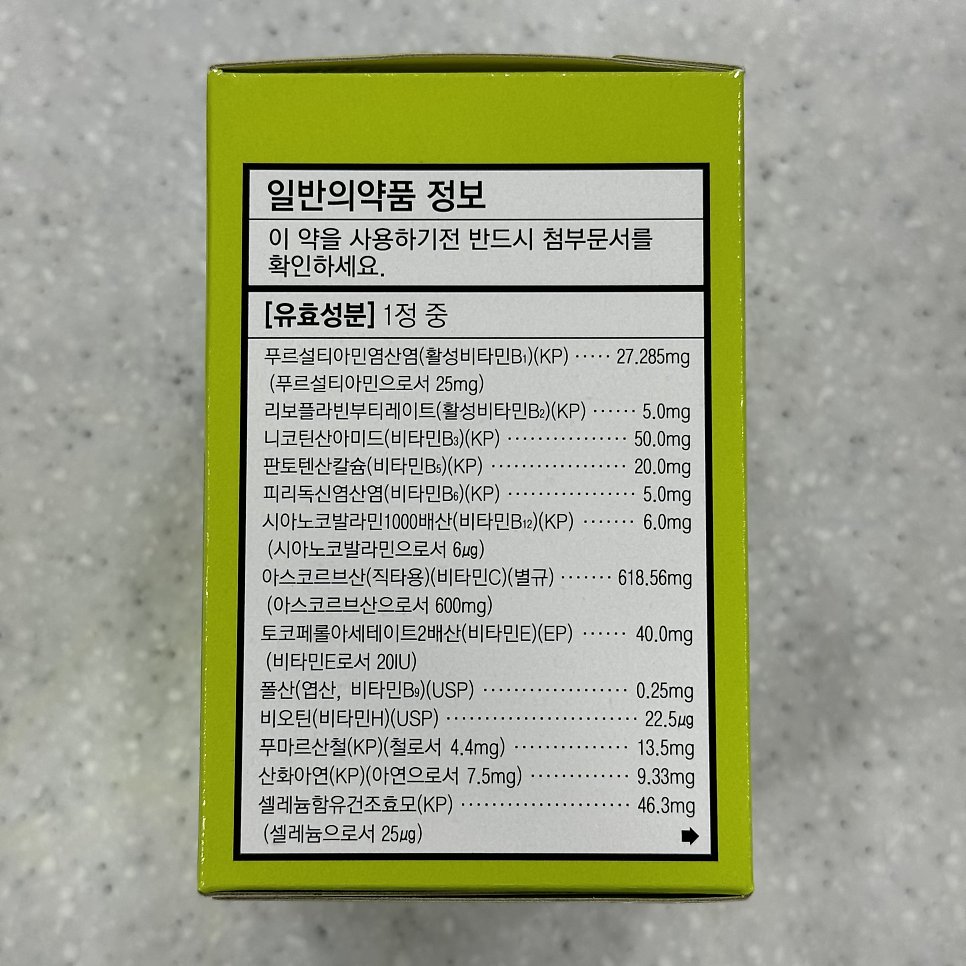 일반의약품 정보
이 약을 사용하기전 반드시 첨부문서를
확인하세요.
[유효성분] 1정 중
푸르설티아민염산염(활성비타민B₁)(KP) ····· 27.285mg
(푸르설티아민으로서 25mg)
리보플라빈부티레이트(활성비타민B₂)(KP) ······ 5.0mg
니코틴산아미드(비타민B₃)(KP) ················ 50.0mg
판토텐산칼슘(비타민B₅)(KP) ·················· 20.0mg
피리독신염산염(비타민B₆)(KP) ················· 5.0mg
시아노코발라민1000배산(비타민B₁₂)(KP) ······· 6.0mg
(시아노코발라민으로서 6㎍)
아스코르브산(직타용)(비타민C)(별규) ······· 618.56mg
(아스코르브산으로서 600mg)
토코페롤아세테이트2배산(비타민E)(EP) ······ 40.0mg
(비타민E로서 20IU)
폴산(엽산, 비타민B₉)(USP) ··················· 0.25mg
비오틴(비타민H)(USP) ························· 22.5㎍
푸마르산철(KP)(철로서 4.4mg) ··············· 13.5mg
산화아연(KP)(아연으로서 7.5mg) ············· 9.33mg
셀레늄함유건조효모(KP) ······················ 46.3mg
(셀레늄으로서 25㎍)